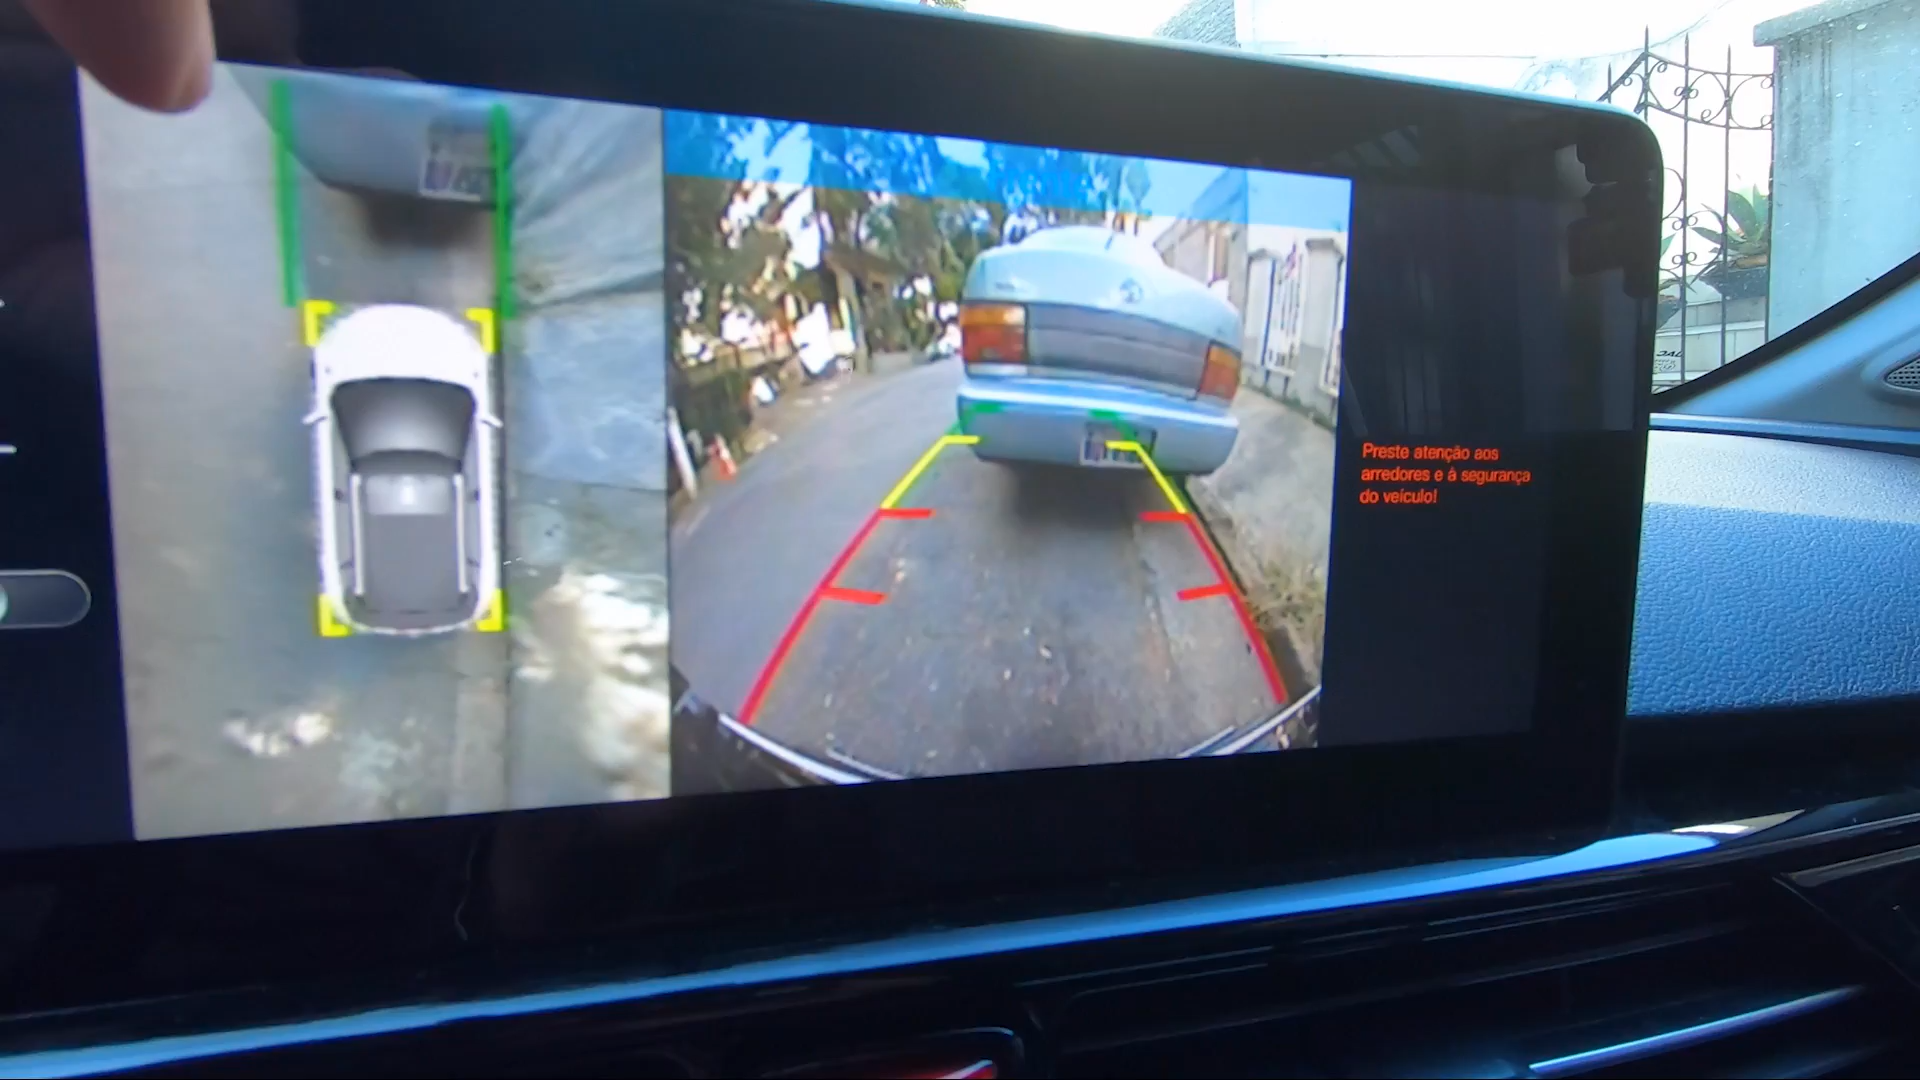 Preste atenção aos
arredores e à segurança
do veículo!